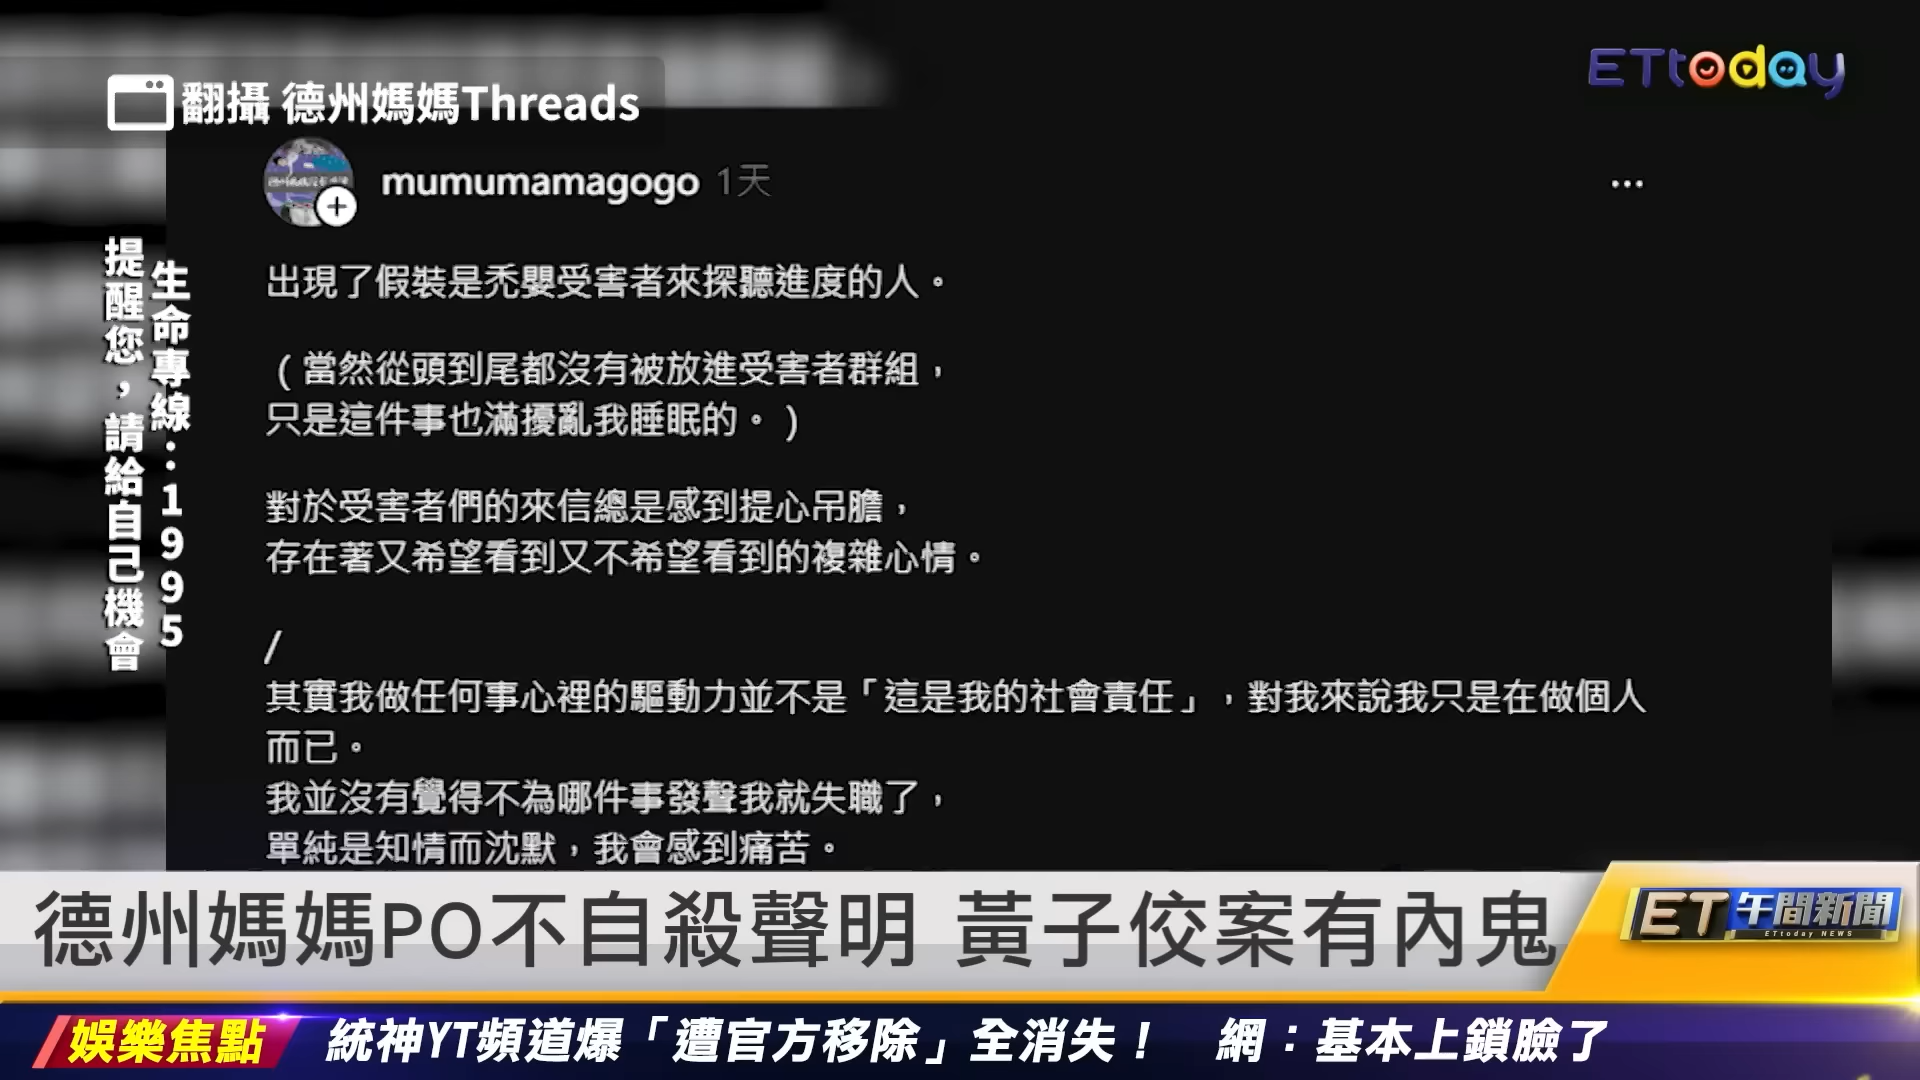 翻攝 德州媽媽Threads
ETtoday
mumumamagogo 1天
提醒您，請給自己機會
生命專線：1995
出現了假裝是禿嬰受害者來探聽進度的人。
（當然從頭到尾都沒有被放進受害者群組，
只是這件事也滿擾亂我睡眠的。）
對於受害者們的來信總是感到提心吊膽，
存在著又希望看到又不希望看到的複雜心情。
/
其實我做任何事心裡的驅動力並不是「這是我的社會責任」，對我來說我只是在做個人
而已。
我並沒有覺得不為哪件事發聲我就失職了，
單純是知情而沈默，我會感到痛苦。
德州媽媽PO不自殺聲明 黃子佼案有內鬼
ET午間新聞
ETtoday NEWS
娛樂焦點 統神YT頻道爆「遭官方移除」全消失！ 網：基本上鎖臉了